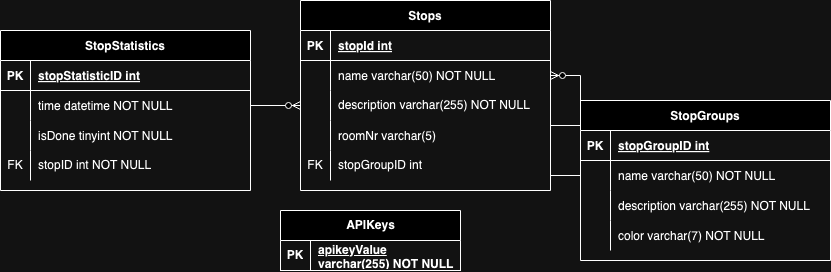 StopStatistics
PK stopStatisticID int
time datetime NOT NULL
isDone tinyint NOT NULL
FK stopID int NOT NULL
Stops
PK stopId int
name varchar(50) NOT NULL
description varchar(255) NOT NULL
roomNr varchar(5)
FK stopGroupID int
StopGroups
PK stopGroupID int
name varchar(50) NOT NULL
description varchar(255) NOT NULL
color varchar(7) NOT NULL
APIKeys
PK apikeyValue
varchar(255) NOT NULL